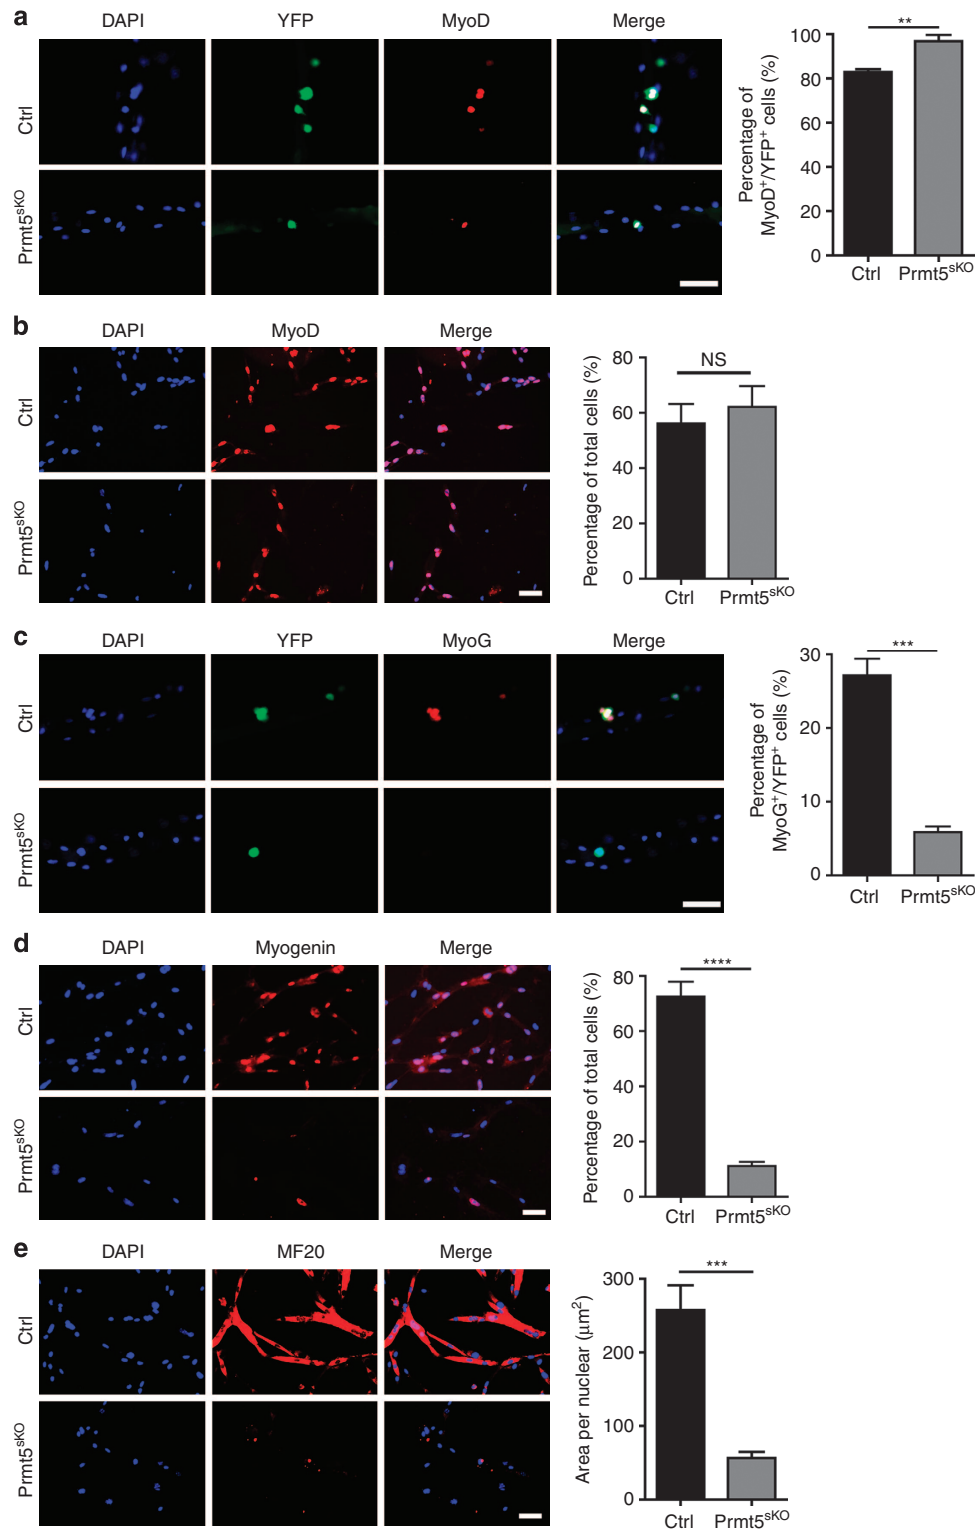 a
DAPI YFP MyoD Merge
Ctrl
Prmt5sKO
Percentage of
MyoD+/YFP+ cells (%)
100
80
60
40
20
0
**
Ctrl Prmt5sKO
b
DAPI MyoD Merge
Ctrl
Prmt5sKO
Percentage of total cells (%)
80
60
40
20
0
NS
Ctrl Prmt5sKO
c
DAPI YFP MyoG Merge
Ctrl
Prmt5sKO
Percentage of
MyoG+/YFP+ cells (%)
30
20
10
0
***
Ctrl Prmt5sKO
d
DAPI Myogenin Merge
Ctrl
Prmt5sKO
Percentage of total cells (%)
80
60
40
20
0
****
Ctrl Prmt5sKO
e
DAPI MF20 Merge
Ctrl
Prmt5sKO
Area per nuclear (µm2)
300
200
100
0
***
Ctrl Prmt5sKO